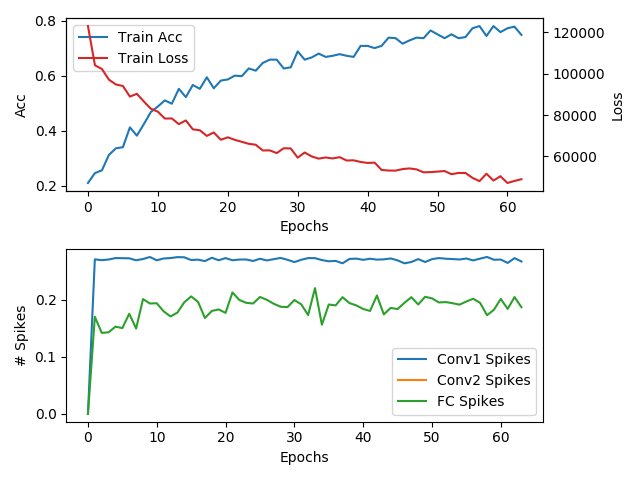 0.8
0.6
0.4
0.2
Acc
Train Acc
Train Loss
120000
100000
80000
60000
Loss
0 10 20 30 40 50 60
Epochs
0.2
0.1
0.0
# Spikes
Conv1 Spikes
Conv2 Spikes
FC Spikes
0 10 20 30 40 50 60
Epochs